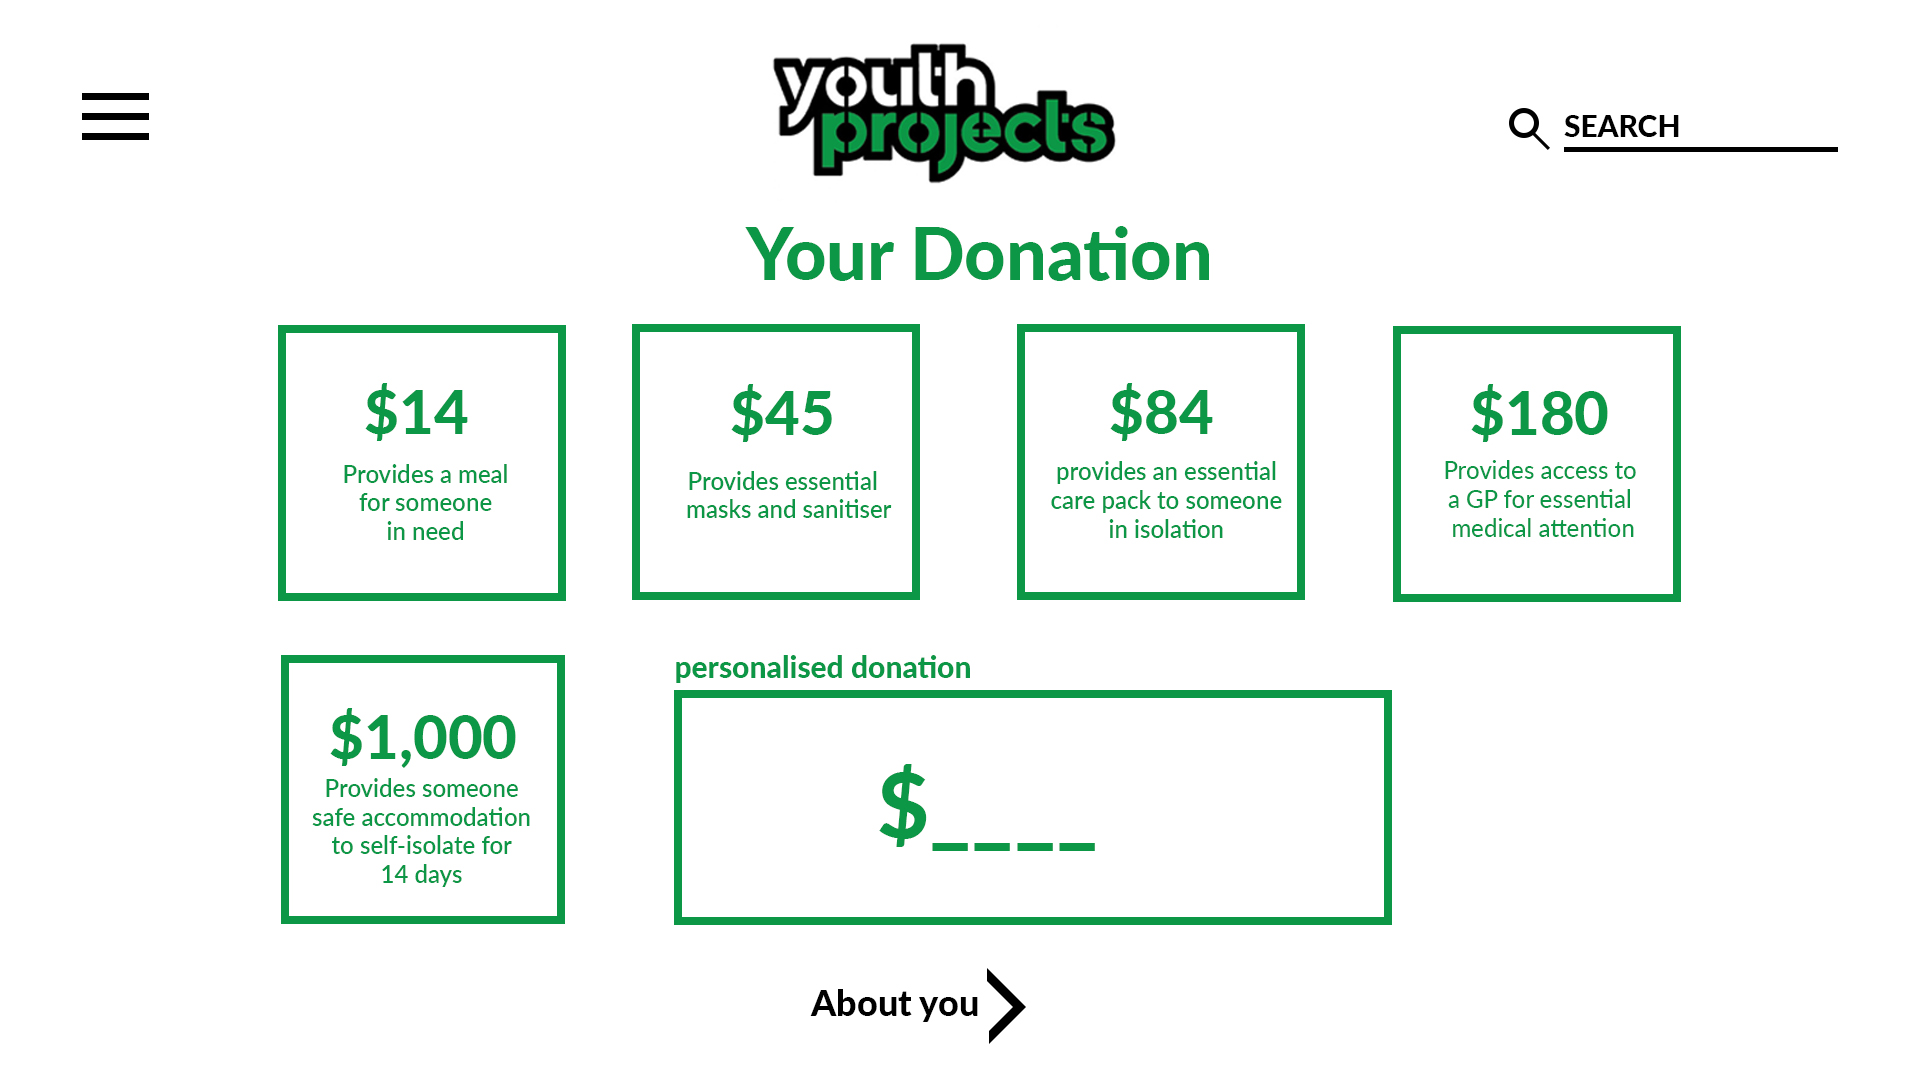 youth
projects
SEARCH
Your Donation
$14
Provides a meal
for someone
in need
$45
Provides essential
masks and sanitiser
$84
provides an essential
care pack to someone
in isolation
$180
Provides access to
a GP for essential
medical attention
$1,000
Provides someone
safe accommodation
to self-isolate for
14 days
personalised donation
$____
About you